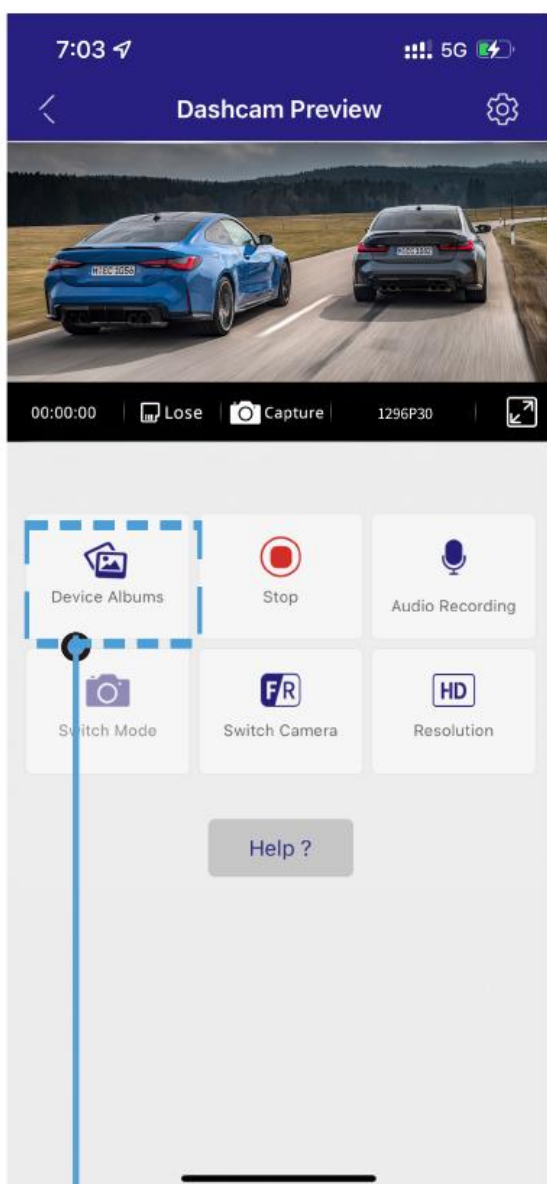 7:03 5G
Dashcam Preview
00:00:00 Lose Capture 1296P30
Device Albums
Stop
Audio Recording
Switch Mode
F/R
Switch Camera
HD
Resolution
Help ?